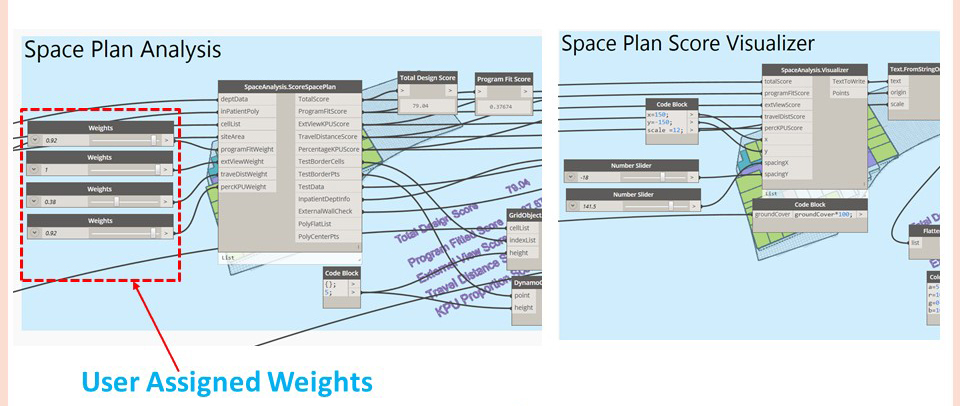 Space Plan Analysis
SpaceAnalysis.ScoreSpacePlan
deptData
inPatientPoly
cellList
siteArea
programFitWeight
extViewWeight
traveDistWeight
percKPUWeight
TotalScore
ProgramFitScore
ExtViewKPUScore
TravelDistanceScore
PercentageKPUScore
TestBorderCells
TestBorderPts
TestData
InpatientDeptInfo
ExternalWallCheck
PolyFlatList
PolyCenterPts
List
Weights
0.92
Weights
1
Weights
0.38
Weights
0.92
Total Design Score
79.04
Program Fit Score
0.37674
Code Block
{};
5;
Total Design Score 79.04
Program Fitted Score
External View Score
Travel Distance S
KPU Proportion S
GridObject
cellList
indexList
height
DynamoO
point
height
User Assigned Weights
Space Plan Score Visualizer
SpaceAnalysis.Visualizer
totalScore
programFitScore
extViewScore
travelDistScore
percKPUScore
x
y
spacingX
spacingY
TextToWrite
Points
List
Code Block
x=150;
y=-150;
scale =12;
Number Slider
-18
Number Slider
141.5
Code Block
groundCover
groundCover*100;
Text.FromStringO
text
origin
scale
Flatte
list
Co
a=5
r=1
g=0
b=1